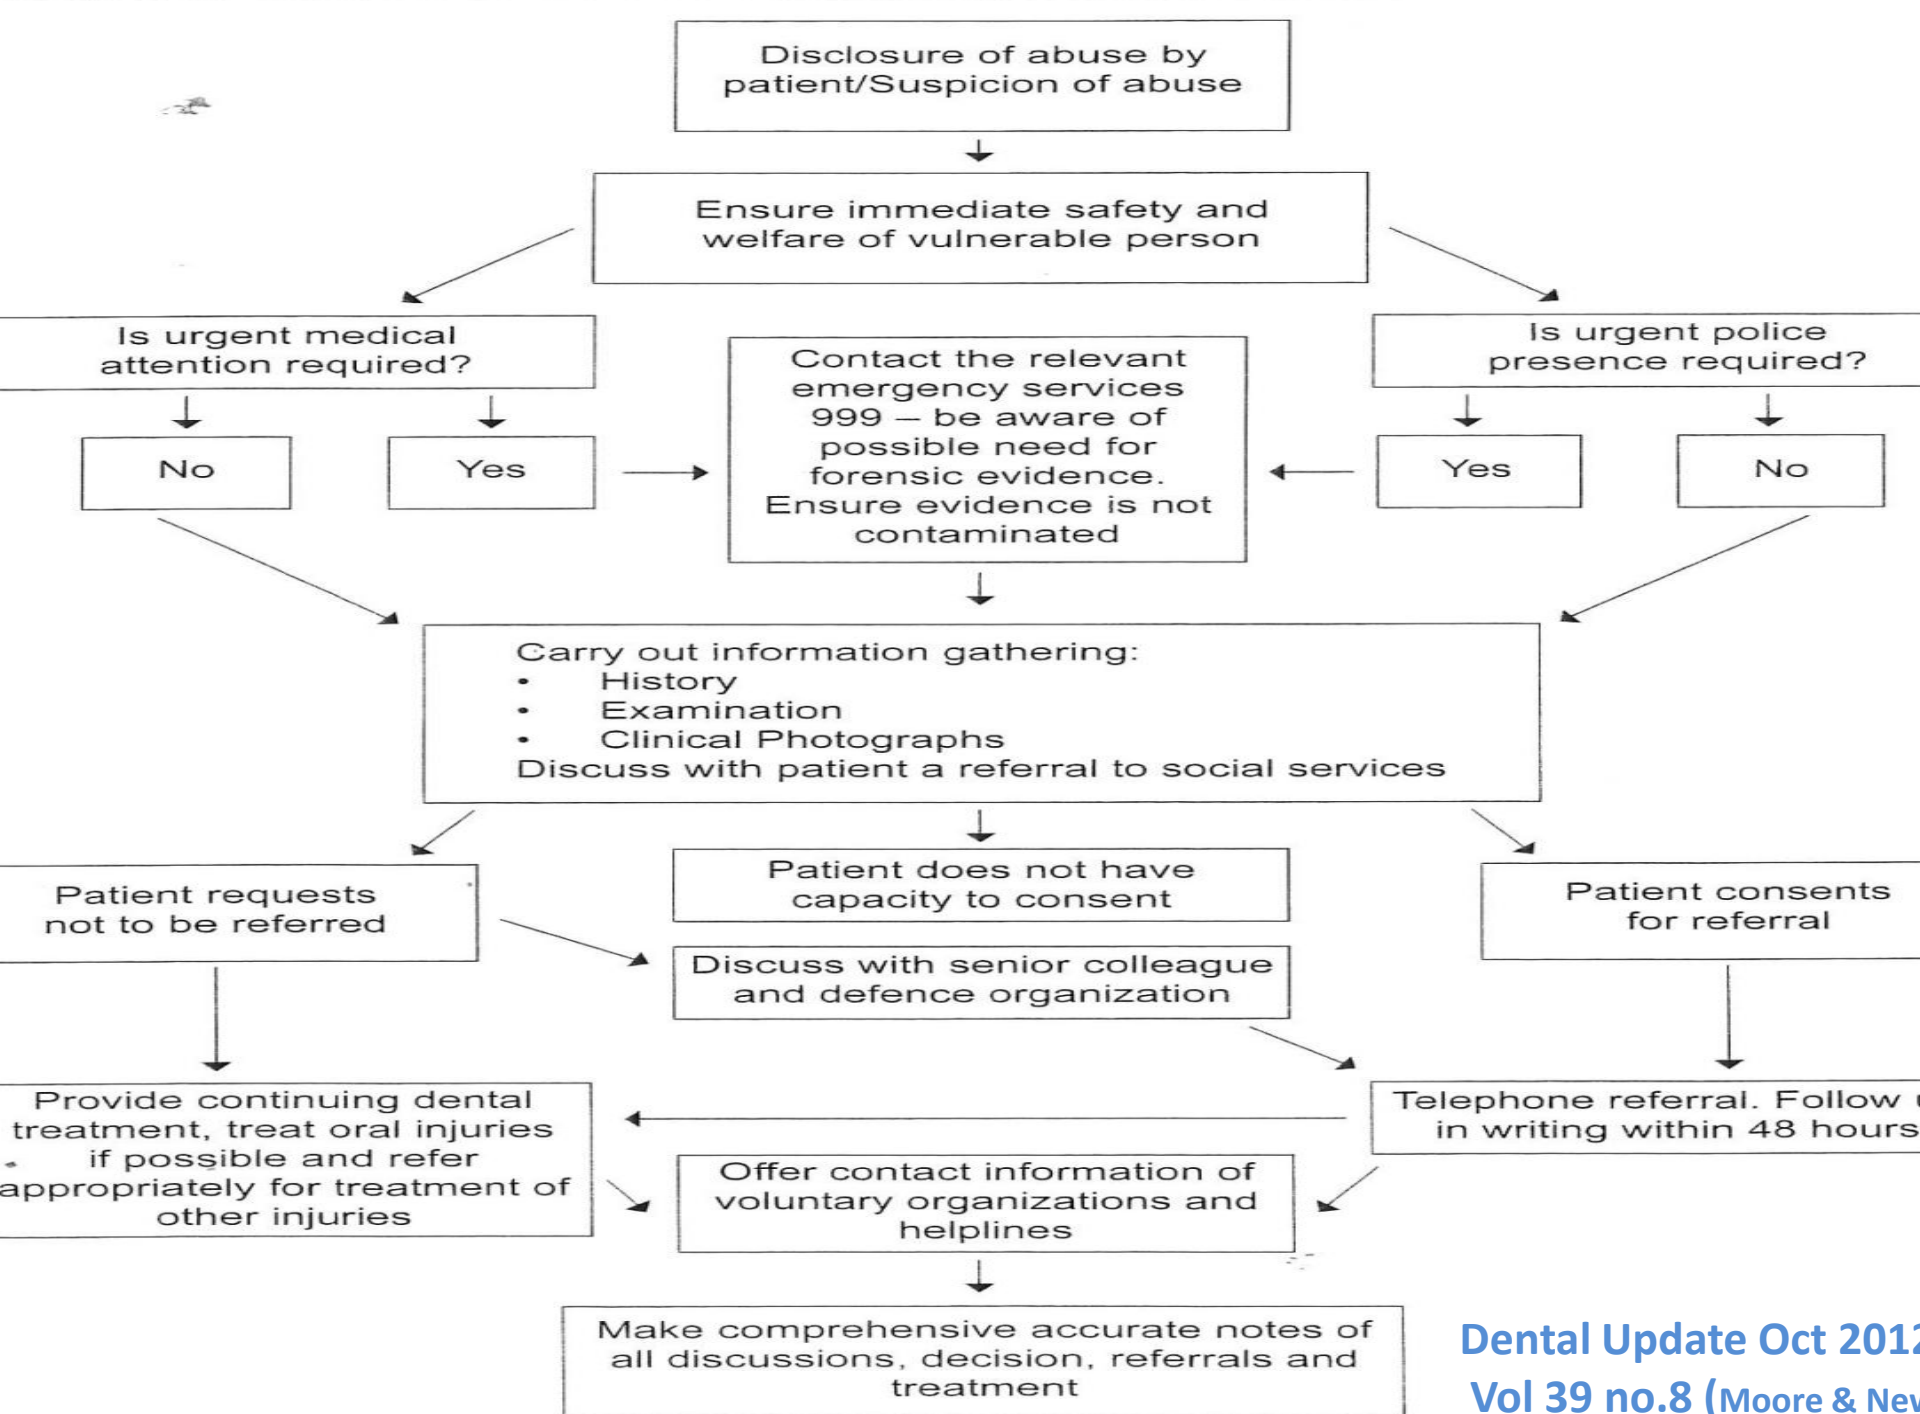 Disclosure of abuse by
patient/Suspicion of abuse
Ensure immediate safety and
welfare of vulnerable person
Is urgent medical
attention required?
Contact the relevant
emergency services
999 – be aware of
possible need for
forensic evidence.
Ensure evidence is not
contaminated
Is urgent police
presence required?
No
Yes
Yes
No
Carry out information gathering:
• History
• Examination
• Clinical Photographs
Discuss with patient a referral to social services
Patient requests
not to be referred
Patient does not have
capacity to consent
Patient consents
for referral
Discuss with senior colleague
and defence organization
Provide continuing dental
treatment, treat oral injuries
if possible and refer
appropriately for treatment of
other injuries
Telephone referral. Follow
in writing within 48 hours
Offer contact information of
voluntary organizations and
helplines
Make comprehensive accurate notes of
all discussions, decision, referrals and
treatment
Dental Update Oct 2012
Vol 39 no.8 (Moore &